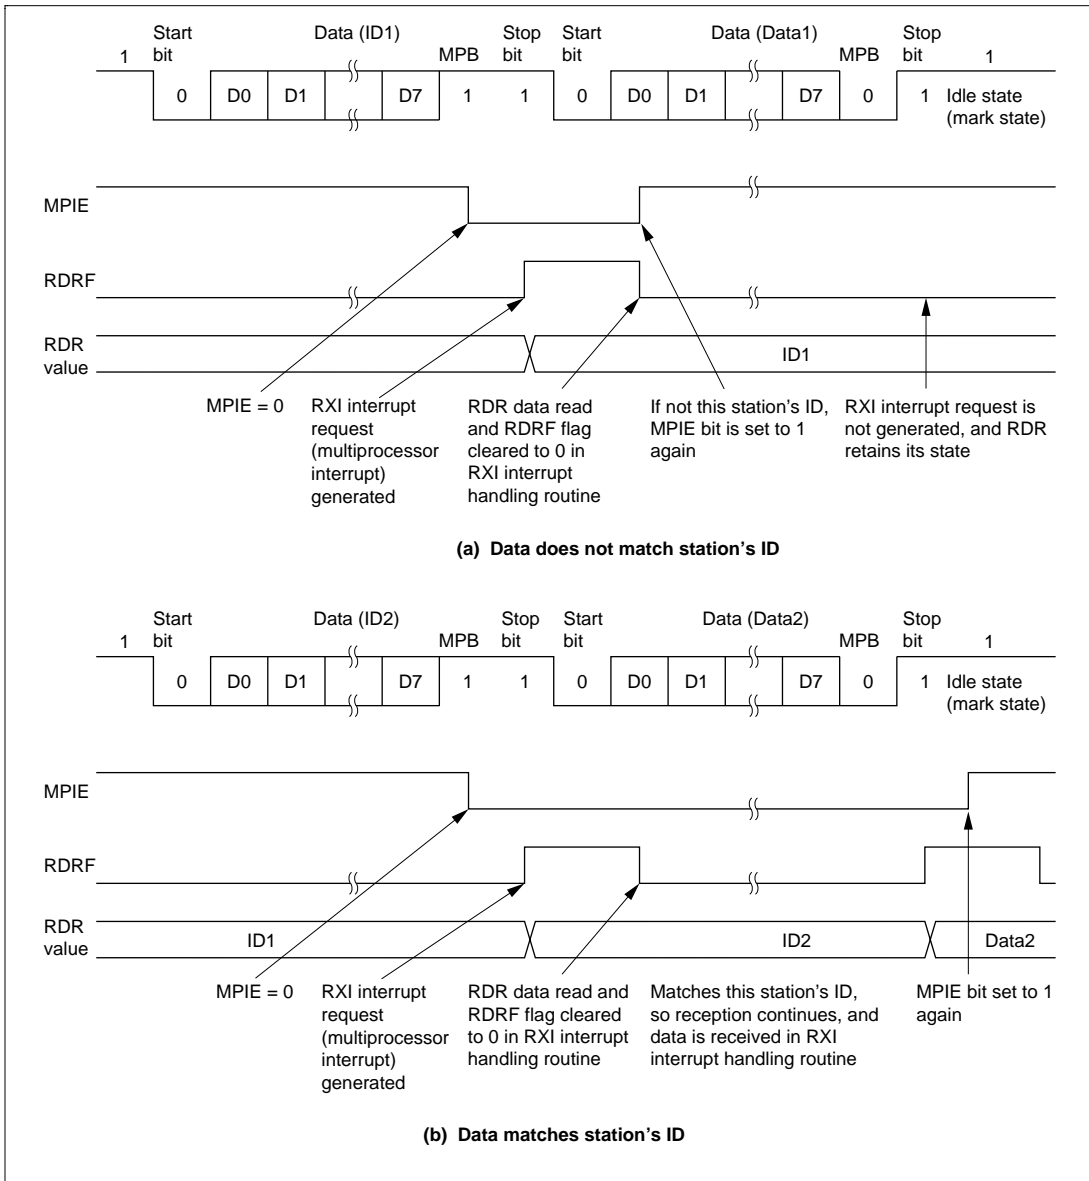 Start bit
Data (ID1)
MPB
Stop bit
Start bit
Data (Data1)
MPB
Stop bit
1
1
0
D0
D1
D7
1
1
0
D0
D1
D7
0
1
Idle state
(mark state)
MPIE
RDRF
RDR
value
ID1
MPIE = 0
RXI interrupt
request
(multiprocessor
interrupt)
generated
RDR data read
and RDRF flag
cleared to 0 in
RXI interrupt
handling routine
If not this station's ID,
MPIE bit is set to 1
again
RXI interrupt request is
not generated, and RDR
retains its state
(a) Data does not match station's ID
Start bit
Data (ID2)
MPB
Stop bit
Start bit
Data (Data2)
MPB
Stop bit
1
1
0
D0
D1
D7
1
1
0
D0
D1
D7
0
1
Idle state
(mark state)
MPIE
RDRF
RDR
value
ID1
ID2
Data2
MPIE = 0
RXI interrupt
request
(multiprocessor
interrupt)
generated
RDR data read and
RDRF flag cleared
to 0 in RXI interrupt
handling routine
Matches this station's ID,
so reception continues, and
data is received in RXI
interrupt handling routine
MPIE bit set to 1
again
(b) Data matches station's ID